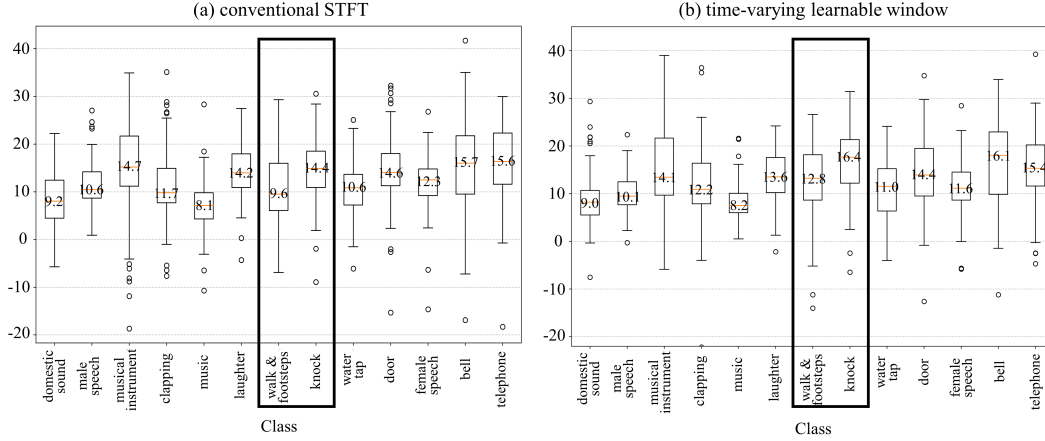 (a) conventional STFT
40
30
20
10
0
-10
-20
9.2
10.6
14.7
11.7
8.1
14.2
9.6
14.4
10.6
14.6
12.3
15.7
15.6
domestic
sound
male
speech
musical
instrument
clapping
music
laughter
walk &
footsteps
knock
water
tap
door
female
speech
bell
telephone
Class
(b) time-varying learnable window
40
30
20
10
0
-10
-20
9.0
10.1
14.1
12.2
8.2
13.6
12.8
16.4
11.0
14.4
11.6
16.1
15.4
domestic
sound
male
speech
musical
instrument
clapping
music
laughter
walk &
footsteps
knock
water
tap
door
female
speech
bell
telephone
Class